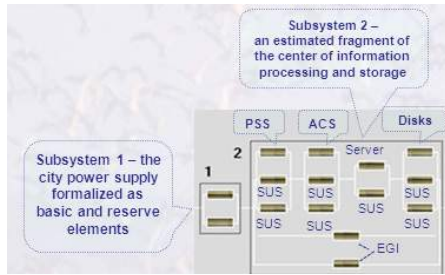 Subsystem 2 –
an estimated fragment of
the center of information
processing and storage
PSS
ACS
Disks
Subsystem 1 – the
city power supply
formalized as
basic and reserve
elements
1
2
Server
SUS
SUS
SUS
SUS
SUS
SUS
SUS
EGI